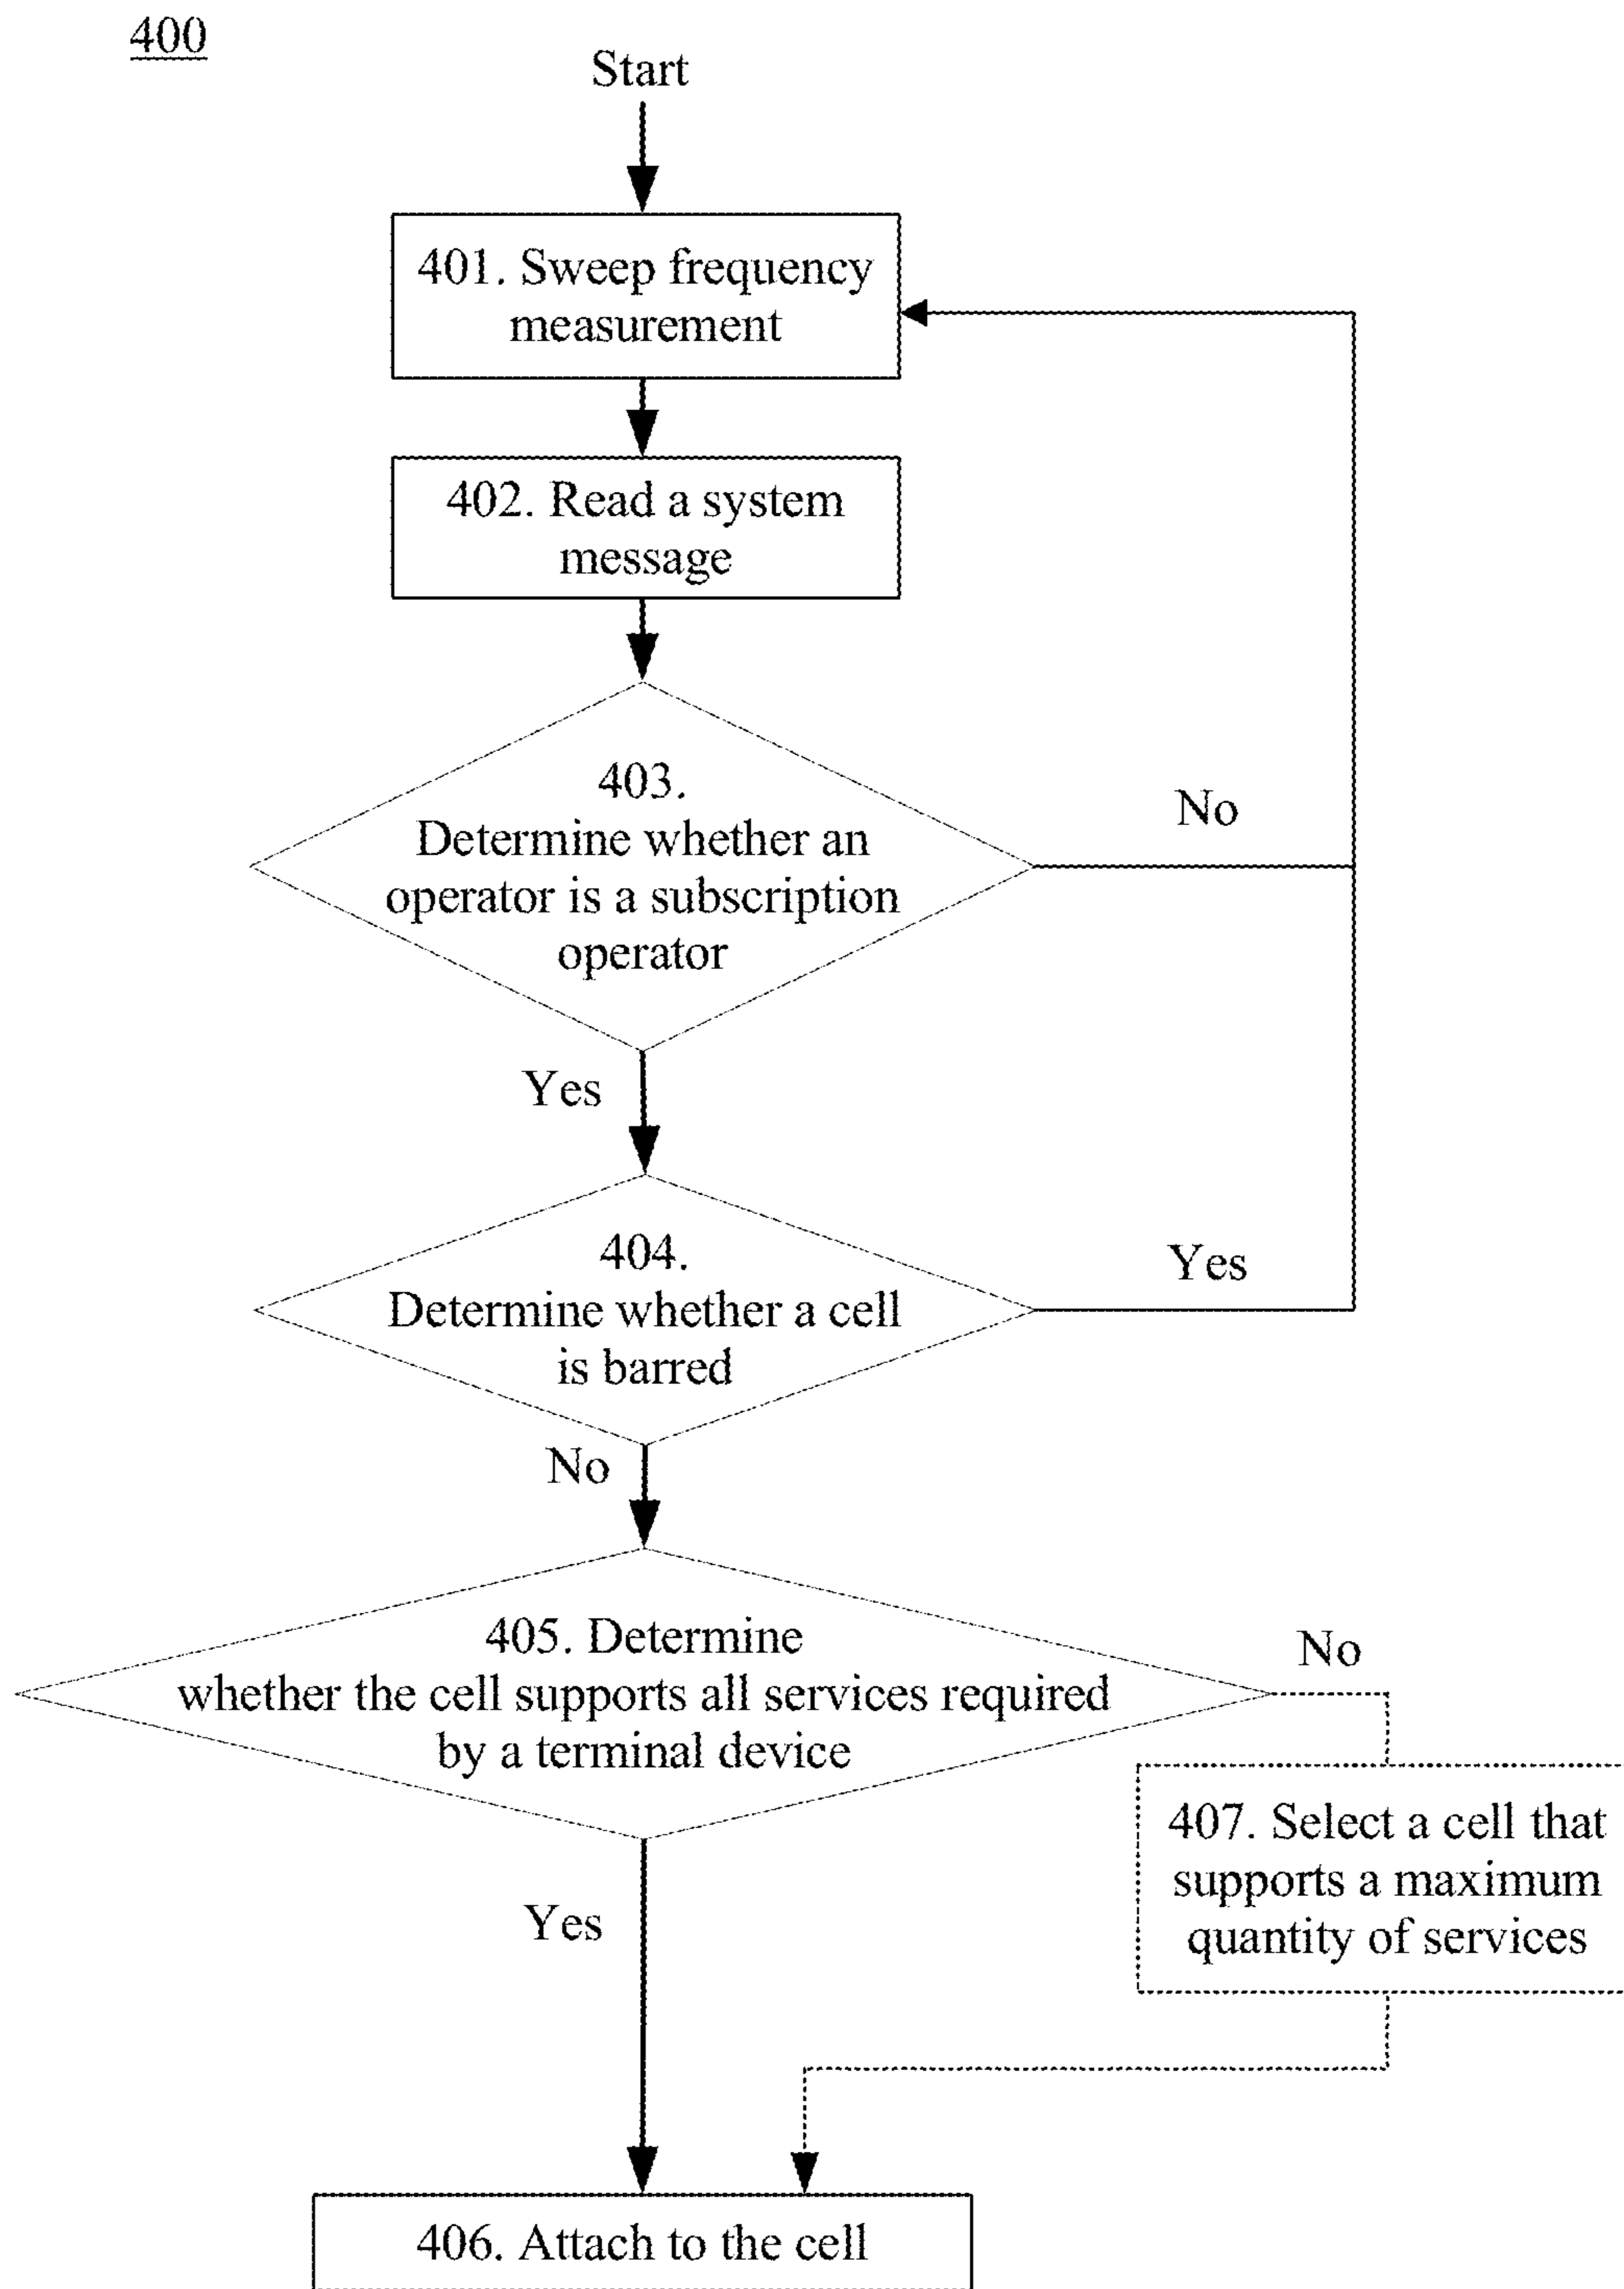 400
Start
401. Sweep frequency
measurement
402. Read a system
message
403.
Determine whether an
operator is a subscription
operator
No
Yes
404.
Determine whether a cell
is barred
Yes
No
405. Determine
whether the cell supports all services required
by a terminal device
No
407. Select a cell that
supports a maximum
quantity of services
Yes
406. Attach to the cell